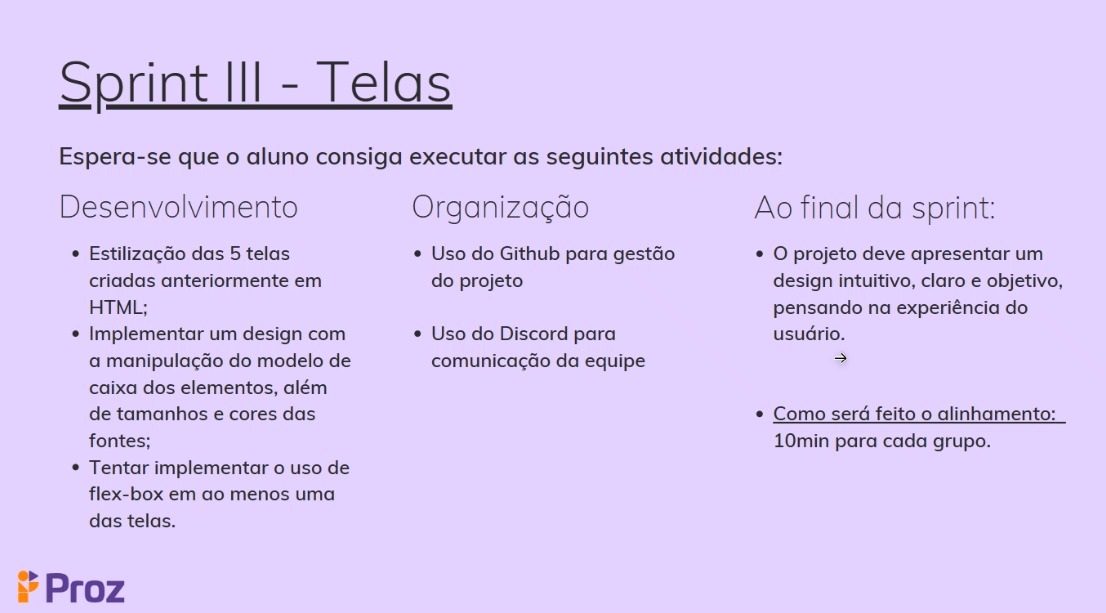 Sprint III - Telas
Espera-se que o aluno consiga executar as seguintes atividades:
Desenvolvimento
• Estilização das 5 telas
criadas anteriormente em
HTML;
• Implementar um design com
a manipulação do modelo de
caixa dos elementos, além
de tamanhos e cores das
fontes;
• Tentar implementar o uso de
flex-box em ao menos uma
das telas.
Organização
• Uso do Github para gestão
do projeto
• Uso do Discord para
comunicação da equipe
Ao final da sprint:
• O projeto deve apresentar um
design intuitivo, claro e objetivo,
pensando na experiência do
usuário.
• Como será feito o alinhamento:
10min para cada grupo.
Proz